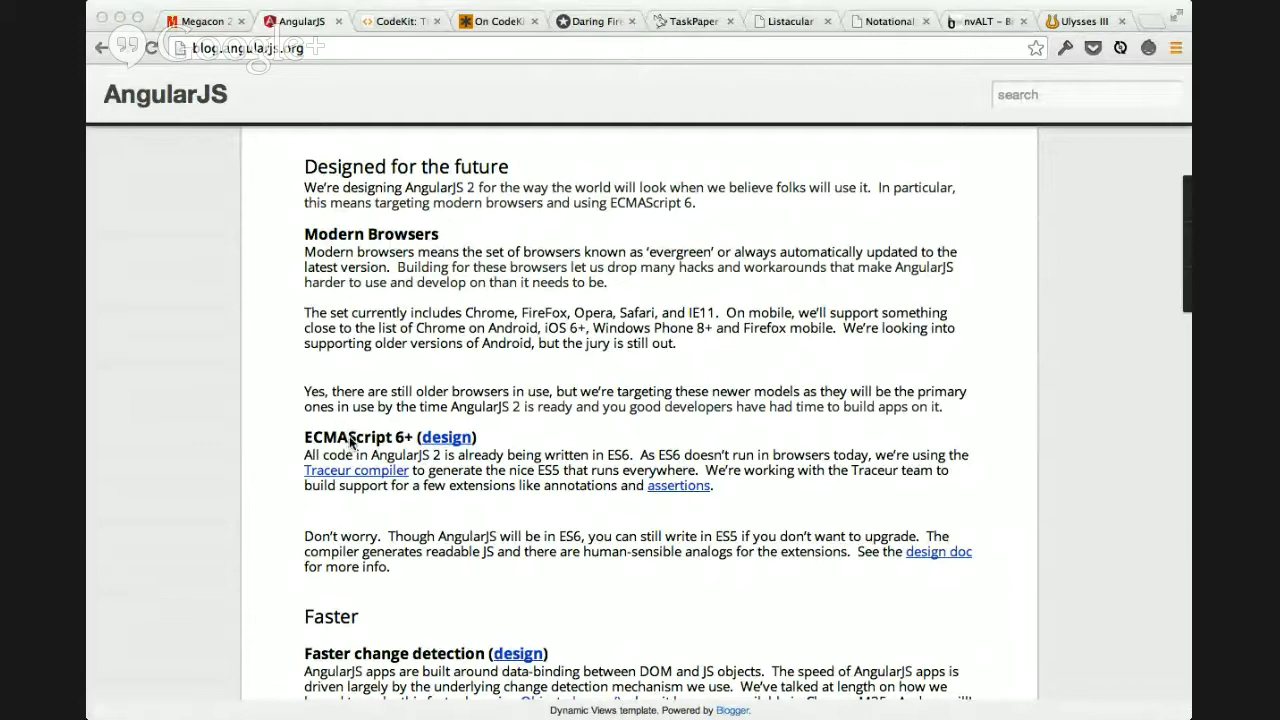 Megacon 2
AngularJS
CodeKit: T
On CodeKi
Daring Fire
TaskPaper
Listacular
Notational
nvALT – B
Ulysses III
blog.angularjs.org
Google+
AngularJS
search
Designed for the future
We're designing AngularJS 2 for the way the world will look when we believe folks will use it. In particular,
this means targeting modern browsers and using ECMAScript 6.
Modern Browsers
Modern browsers means the set of browsers known as 'evergreen' or always automatically updated to the
latest version. Building for these browsers let us drop many hacks and workarounds that make AngularJS
harder to use and develop on than it needs to be.
The set currently includes Chrome, FireFox, Opera, Safari, and IE11. On mobile, we'll support something
close to the list of Chrome on Android, iOS 6+, Windows Phone 8+ and Firefox mobile. We're looking into
supporting older versions of Android, but the jury is still out.
Yes, there are still older browsers in use, but we're targeting these newer models as they will be the primary
ones in use by the time AngularJS 2 is ready and you good developers have had time to build apps on it.
ECMAScript 6+ (design)
All code in AngularJS 2 is already being written in ES6. As ES6 doesn't run in browsers today, we're using the
Traceur compiler to generate the nice ES5 that runs everywhere. We're working with the Traceur team to
build support for a few extensions like annotations and assertions.
Don't worry. Though AngularJS will be in ES6, you can still write in ES5 if you don't want to upgrade. The
compiler generates readable JS and there are human-sensible analogs for the extensions. See the design doc
for more info.
Faster
Faster change detection (design)
AngularJS apps are built around data-binding between DOM and JS objects. The speed of AngularJS apps is
driven largely by the underlying change detection mechanism we use. We've talked at length on how we
Dynamic Views template. Powered by Blogger.